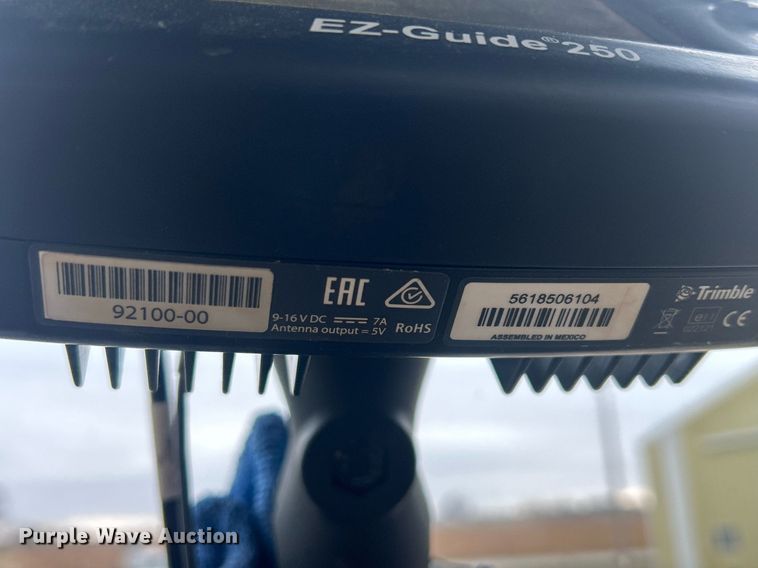 EZ-Guide® 250
92100-00
EAC
9-16 V DC 7A
Antenna output = 5V RoHS
5618506104
ASSEMBLED IN MEXICO
Trimble
CE
Purple Wave Auction